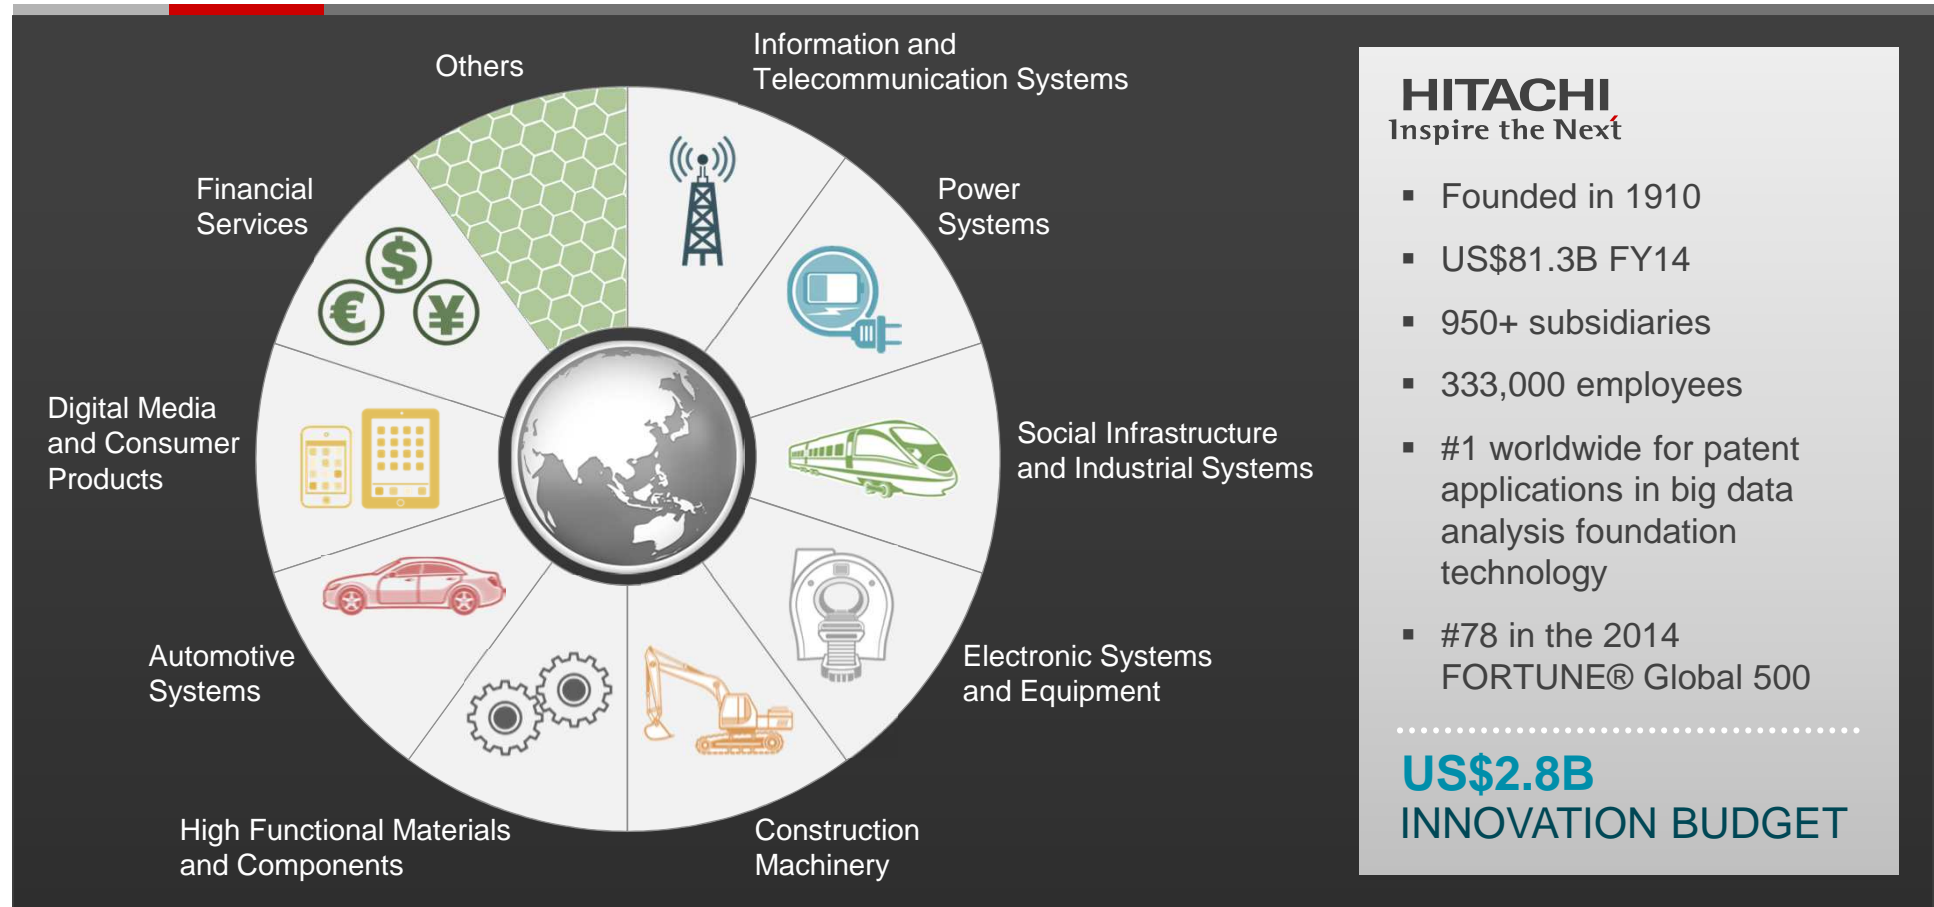 Others
Information and
Telecommunication Systems
Financial
Services
$
€ ¥
Power
Systems
Digital Media
and Consumer
Products
Social Infrastructure
and Industrial Systems
Automotive
Systems
Electronic Systems
and Equipment
High Functional Materials
and Components
Construction
Machinery
HITACHI
Inspire the Next
▪ Founded in 1910
▪ US$81.3B FY14
▪ 950+ subsidiaries
▪ 333,000 employees
▪ #1 worldwide for patent
applications in big data
analysis foundation
technology
▪ #78 in the 2014
FORTUNE® Global 500
US$2.8B
INNOVATION BUDGET